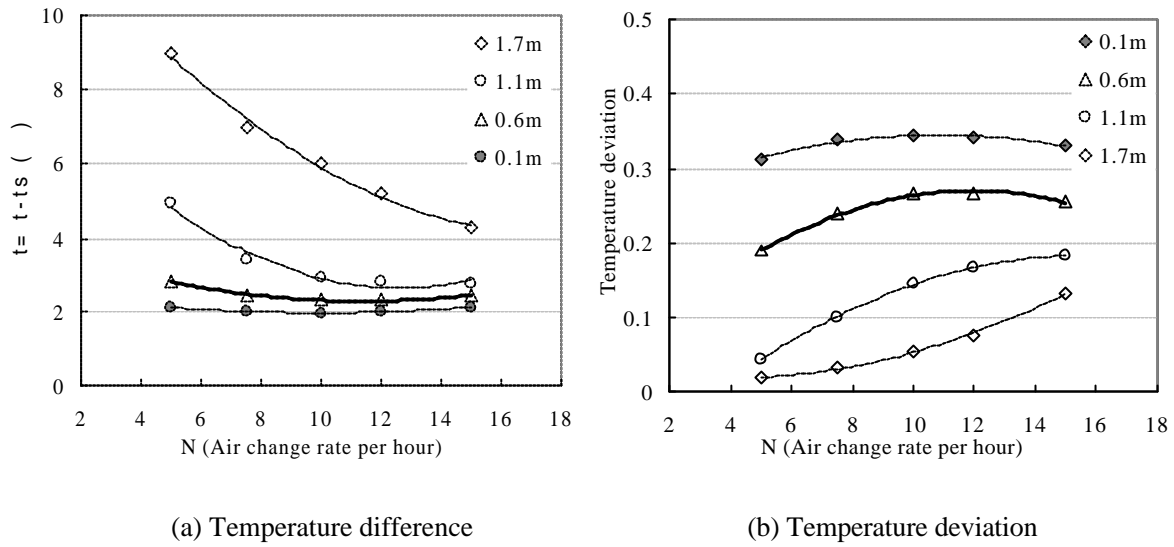 10
8
6
4
2
0
t= t-ts ( )
1.7m
1.1m
0.6m
0.1m
2 4 6 8 10 12 14 16 18
N (Air change rate per hour)
(a) Temperature difference
0.5
0.4
0.3
0.2
0.1
0
Temperature deviation
0.1m
0.6m
1.1m
1.7m
2 4 6 8 10 12 14 16 18
N (Air change rate per hour)
(b) Temperature deviation